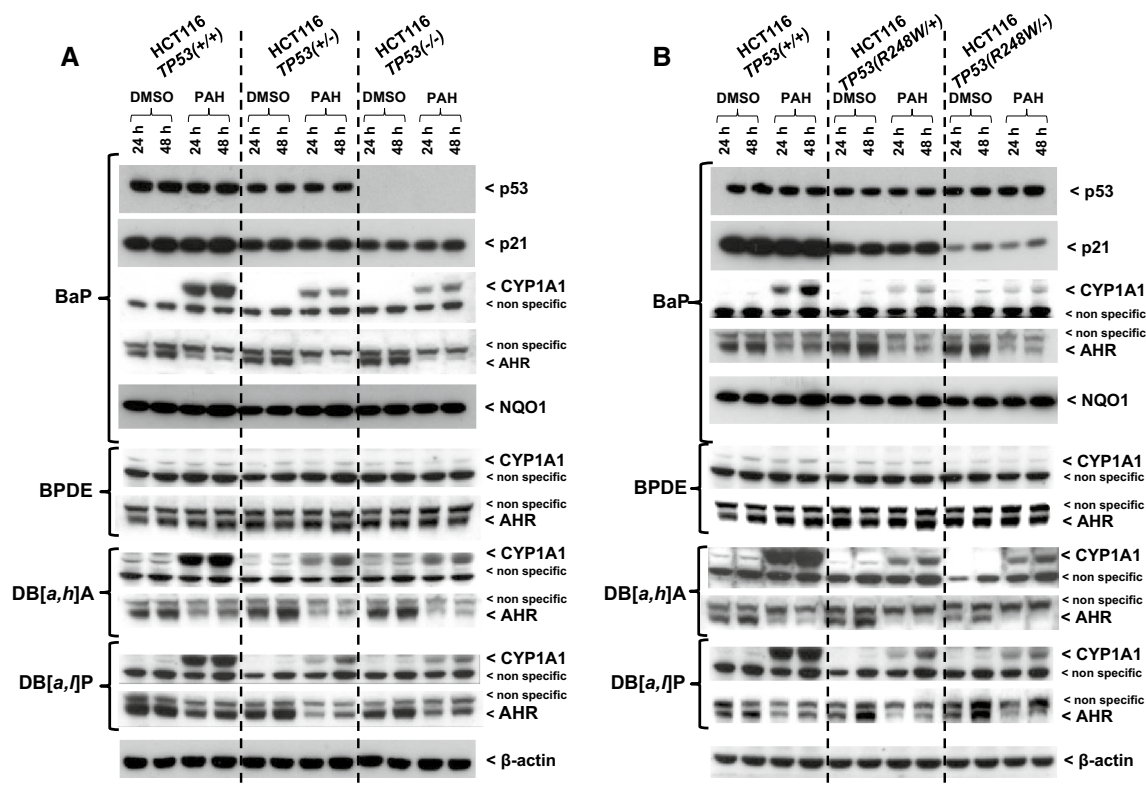 A
HCT116
TP53(+/+)
HCT116
TP53(+/-)
HCT116
TP53(-/-)
DMSO PAH DMSO PAH DMSO PAH
24 h 48 h 24 h 48 h 24 h 48 h 24 h 48 h 24 h 48 h 24 h 48 h
BaP
< p53
< p21
< CYP1A1
< non specific
< non specific
< AHR
< NQO1
BPDE
< CYP1A1
< non specific
< non specific
< AHR
DB[a,h]A
< CYP1A1
< non specific
< non specific
< AHR
DB[a,l]P
< CYP1A1
< non specific
< non specific
< AHR
< β-actin
B
HCT116
TP53(+/+)
HCT116
TP53(R248W/+)
HCT116
TP53(R248W/-)
DMSO PAH DMSO PAH DMSO PAH
24 h 48 h 24 h 48 h 24 h 48 h 24 h 48 h 24 h 48 h 24 h 48 h
BaP
< p53
< p21
< CYP1A1
< non specific
< non specific
< AHR
< NQO1
BPDE
< CYP1A1
< non specific
< non specific
< AHR
DB[a,h]A
< CYP1A1
< non specific
< non specific
< AHR
DB[a,l]P
< CYP1A1
< non specific
< non specific
< AHR
< β-actin